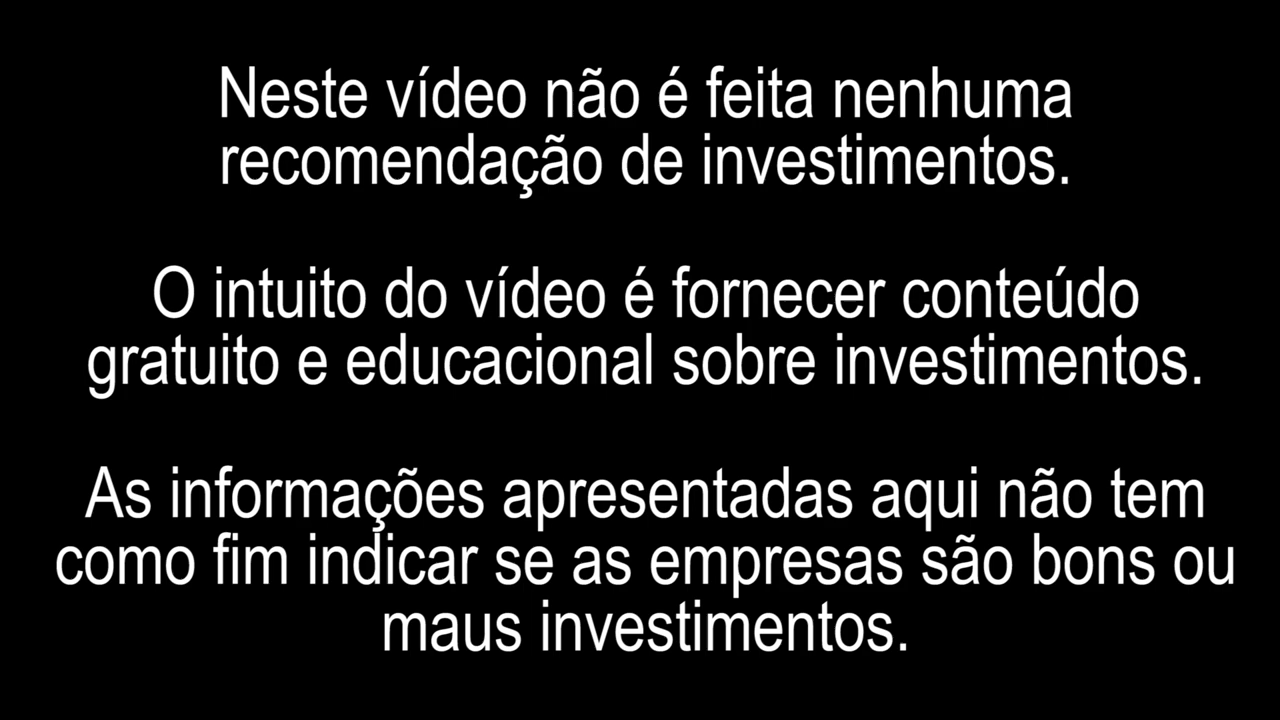 Neste vídeo não é feita nenhuma
recomendação de investimentos.
O intuito do vídeo é fornecer conteúdo
gratuito e educacional sobre investimentos.
As informações apresentadas aqui não tem
como fim indicar se as empresas são bons ou
maus investimentos.